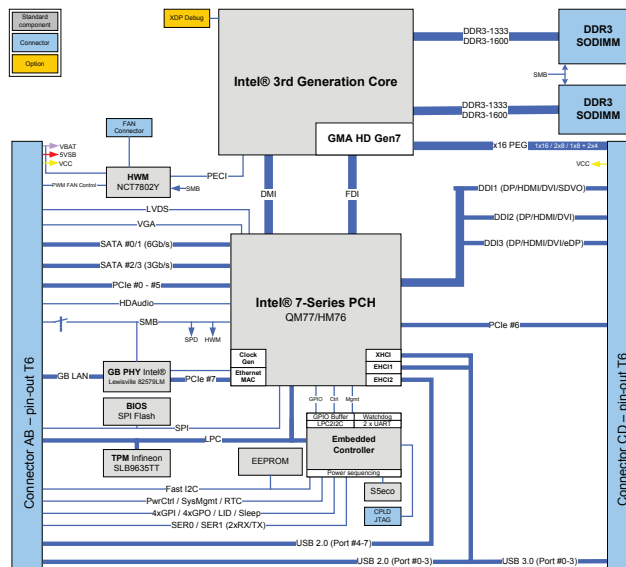 Standard component
Connector
Option
XDP Debug
Intel® 3rd Generation Core
GMA HD Gen7
DDR3-1333
DDR3-1600
DDR3 SODIMM
SMB
DDR3-1333
DDR3-1600
DDR3 SODIMM
x16 PEG
1x16 / 2x8 / 1x8 + 2x4
VCC
FAN Connector
VBAT
5VSB
VCC
HWM
NCT7802Y
PECI
PWM FAN Control
SMB
DMI
FDI
LVDS
VGA
SATA #0/1 (6Gb/s)
SATA #2/3 (3Gb/s)
PCIe #0 - #5
HDAudio
SMB
SPD
HWM
Intel® 7-Series PCH
QM77/HM76
DDI1 (DP/HDMI/DVI/SDVO)
DDI2 (DP/HDMI/DVI)
DDI3 (DP/HDMI/DVI/eDP)
PCIe #6
Clock Gen
Ethernet MAC
XHCI
EHCI1
EHCI2
GB LAN
GB PHY Intel®
Lewisville 82579LM
PCIe #7
BIOS
SPI Flash
SPI
LPC
TPM Infineon
SLB9635TT
GPIO
Ctrl
Mgmt
GPIO Buffer
Watchdog
LPC2I2C
2 x UART
Embedded Controller
Power sequencing
EEPROM
S5eco
CPLD JTAG
Fast I2C
PwrCtrl / SysMgmt / RTC
4xGPI / 4xGPO / LID / Sleep
SER0 / SER1 (2xRX/TX)
USB 2.0 (Port #4-7)
USB 2.0 (Port #0-3)
USB 3.0 (Port #0-3)
Connector AB – pin-out T6
Connector CD – pin-out T6